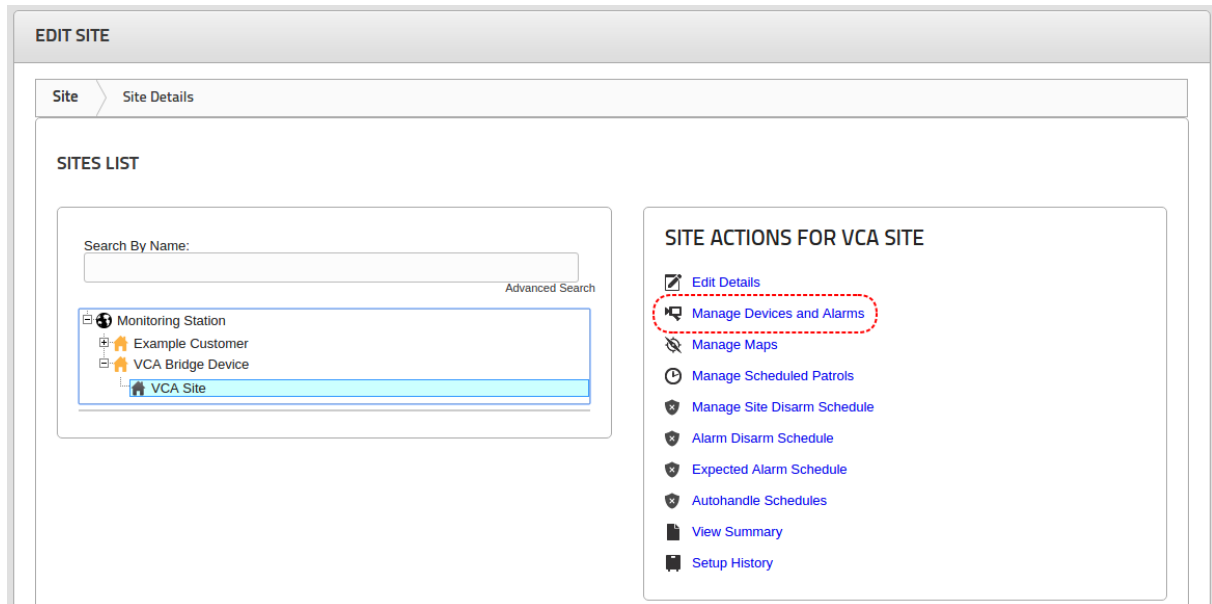 EDIT SITE
Site
Site Details
SITES LIST
Search By Name:
Advanced Search
Monitoring Station
Example Customer
VCA Bridge Device
VCA Site
SITE ACTIONS FOR VCA SITE
Edit Details
Manage Devices and Alarms
Manage Maps
Manage Scheduled Patrols
Manage Site Disarm Schedule
Alarm Disarm Schedule
Expected Alarm Schedule
Autohandle Schedules
View Summary
Setup History